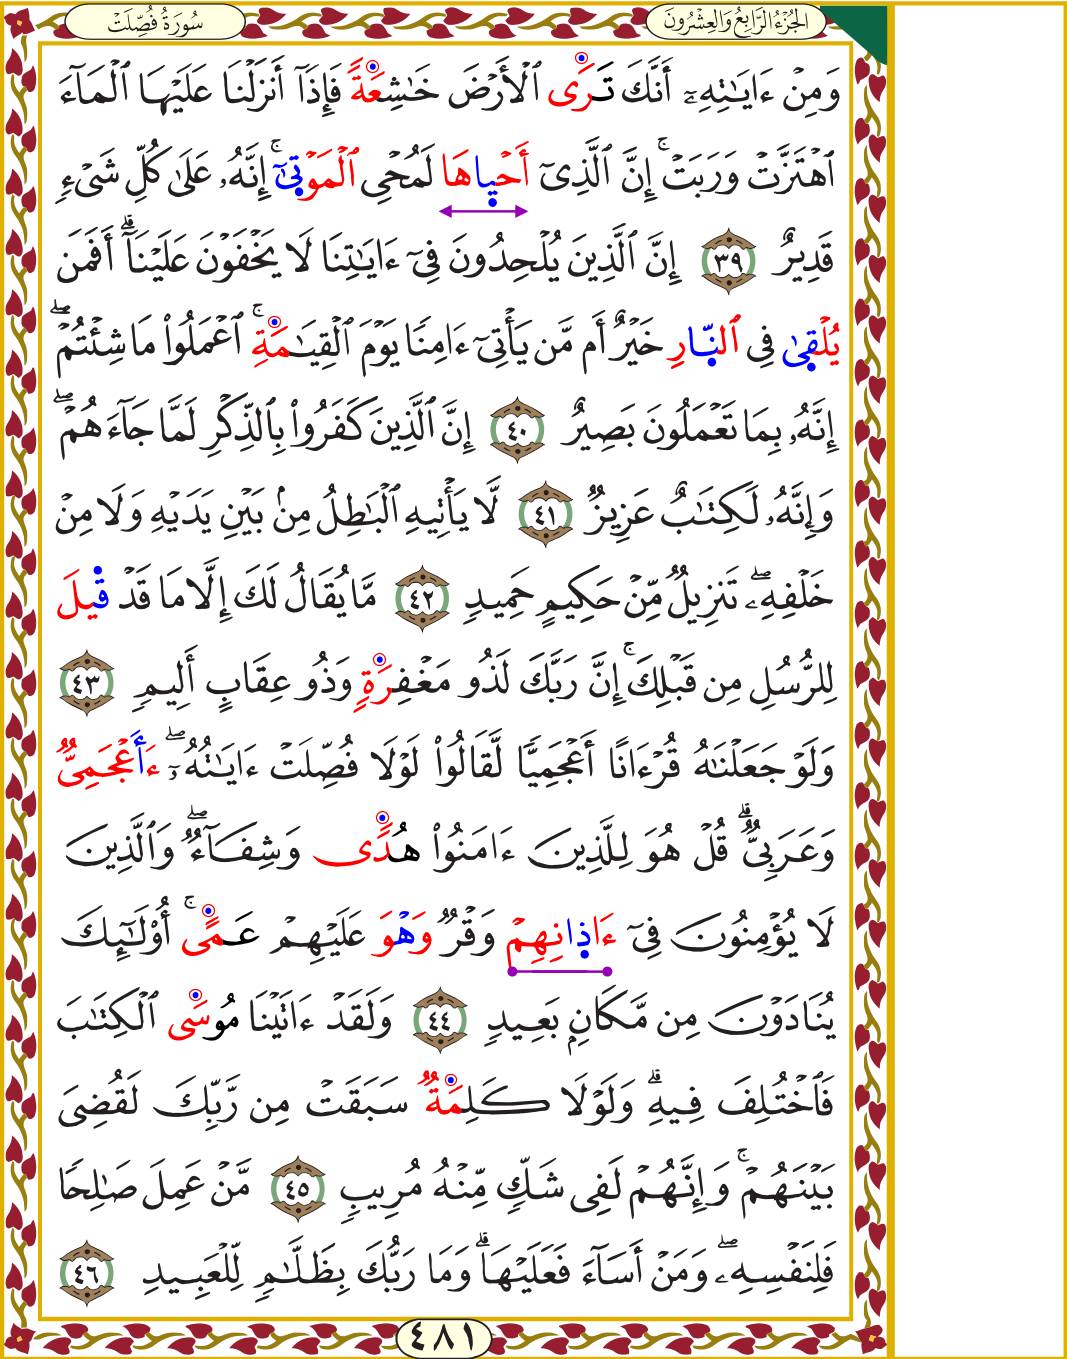 سُورَةُ فُصِّلَتْ
الجُزْءُ الرَّابِعُ وَالعِشْرُونَ
وَمِنْ ءَايَٰتِهِۦٓ أَنَّكَ تَرَى ٱلْأَرْضَ خَٰشِعَةً فَإِذَآ أَنزَلْنَا عَلَيْهَا ٱلْمَآءَ
ٱهْتَزَّتْ وَرَبَتْ ۚ إِنَّ ٱلَّذِىٓ أَحْيَاهَا لَمُحْىِ ٱلْمَوْتَىٰٓ ۚ إِنَّهُۥ عَلَىٰ كُلِّ شَىْءٍ
قَدِيرٌ ٣٩ إِنَّ ٱلَّذِينَ يُلْحِدُونَ فِىٓ ءَايَٰتِنَا لَا يَخْفَوْنَ عَلَيْنَآ ۗ أَفَمَن
يُلْقَىٰ فِى ٱلنَّارِ خَيْرٌ أَم مَّن يَأْتِىٓ ءَامِنًا يَوْمَ ٱلْقِيَٰمَةِ ۚ ٱعْمَلُوا۟ مَا شِئْتُمْ ۖ
إِنَّهُۥ بِمَا تَعْمَلُونَ بَصِيرٌ ٤٠ إِنَّ ٱلَّذِينَ كَفَرُوا۟ بِٱلذِّكْرِ لَمَّا جَآءَهُمْ ۖ
وَإِنَّهُۥ لَكِتَٰبٌ عَزِيزٌ ٤١ لَّا يَأْتِيهِ ٱلْبَٰطِلُ مِنۢ بَيْنِ يَدَيْهِ وَلَا مِنْ
خَلْفِهِۦ ۖ تَنزِيلٌ مِّنْ حَكِيمٍ حَمِيدٍ ٤٢ مَّا يُقَالُ لَكَ إِلَّا مَا قَدْ قِيلَ
لِلرُّسُلِ مِن قَبْلِكَ ۚ إِنَّ رَبَّكَ لَذُو مَغْفِرَةٍ وَذُو عِقَابٍ أَلِيمٍ ٤٣
وَلَوْ جَعَلْنَٰهُ قُرْءَانًا أَعْجَمِيًّا لَّقَالُوا۟ لَوْلَا فُصِّلَتْ ءَايَٰتُهُۥٓ ۖ ءَأَعْجَمِىٌّ
وَعَرَبِىٌّ ۗ قُلْ هُوَ لِلَّذِينَ ءَامَنُوا۟ هُدًى وَشِفَآءٌ ۖ وَٱلَّذِينَ
لَا يُؤْمِنُونَ فِىٓ ءَاذَانِهِمْ وَقْرٌ وَهْوَ عَلَيْهِمْ عَمًى ۚ أُو۟لَٰٓئِكَ
يُنَادَوْنَ مِن مَّكَانٍۭ بَعِيدٍ ٤٤ وَلَقَدْ ءَاتَيْنَا مُوسَى ٱلْكِتَٰبَ
فَٱخْتُلِفَ فِيهِ ۗ وَلَوْلَا كَلِمَةٌ سَبَقَتْ مِن رَّبِّكَ لَقُضِىَ
بَيْنَهُمْ ۚ وَإِنَّهُمْ لَفِى شَكٍّ مِّنْهُ مُرِيبٍ ٤٥ مَّنْ عَمِلَ صَٰلِحًا
فَلِنَفْسِهِۦ ۖ وَمَنْ أَسَآءَ فَعَلَيْهَا ۗ وَمَا رَبُّكَ بِظَلَّٰمٍ لِّلْعَبِيدِ ٤٦
٤٨١